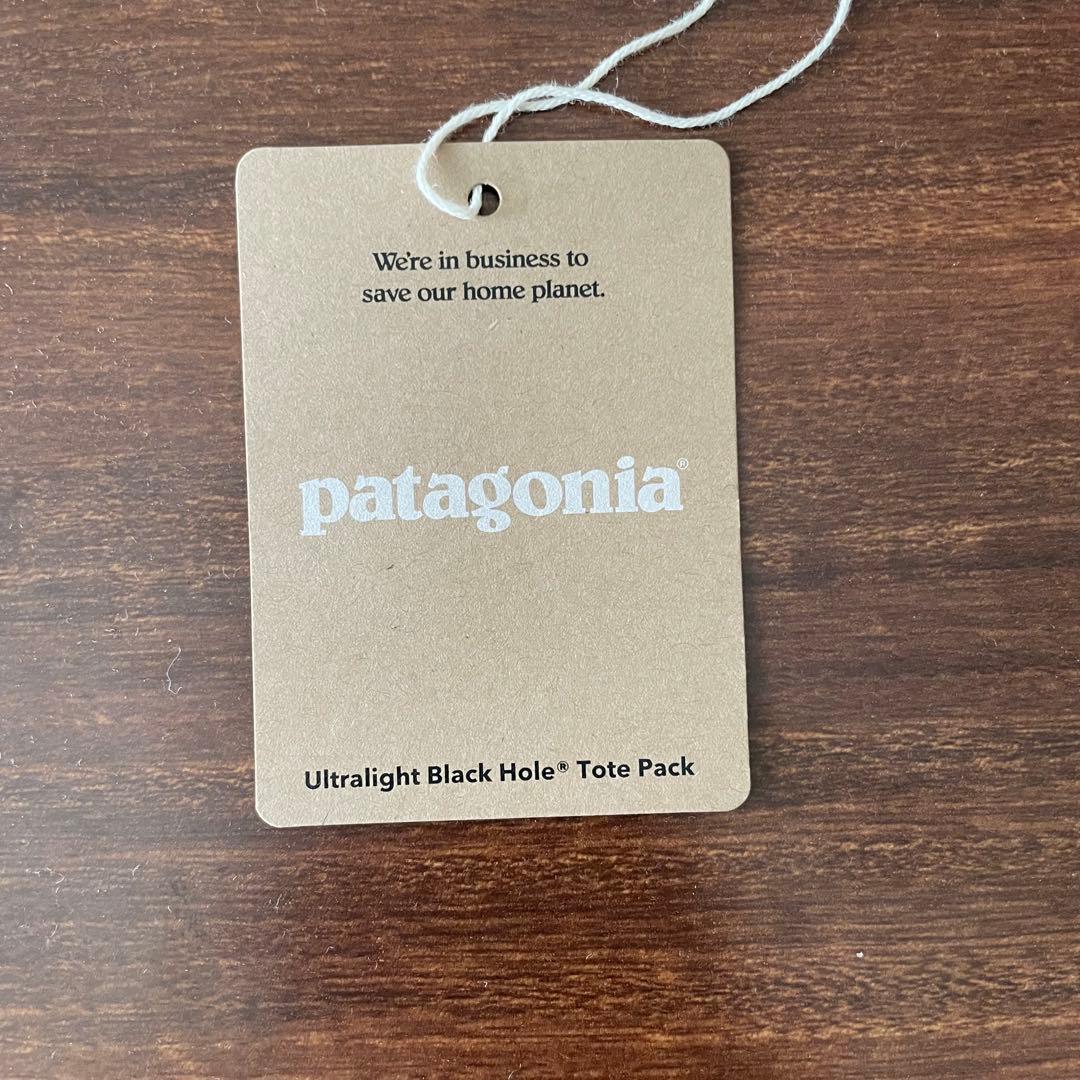 We're in business to
save our home planet.
patagonia®
Ultralight Black Hole® Tote Pack